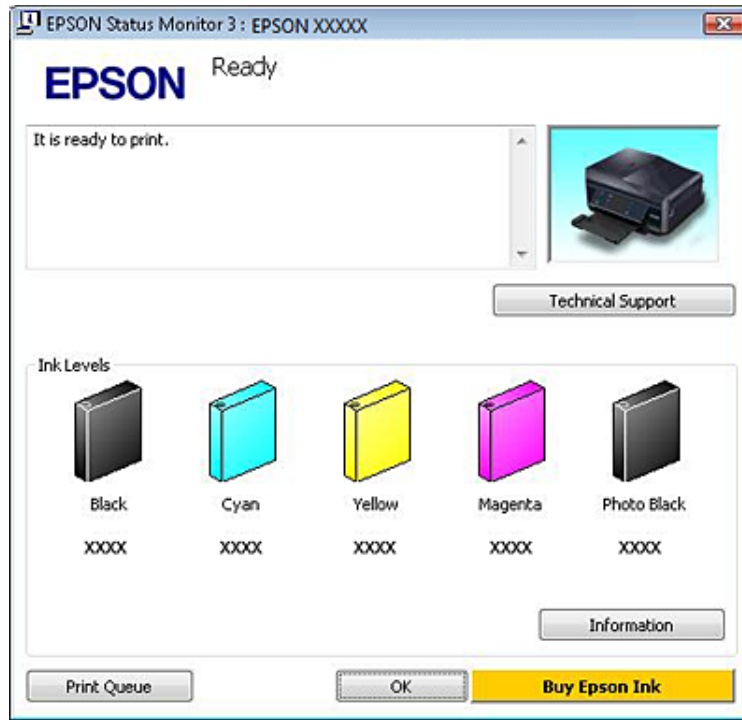 EPSON Status Monitor 3 : EPSON XXXXX
EPSON
Ready
It is ready to print.
Technical Support
Ink Levels
Black Cyan Yellow Magenta Photo Black
XXXX XXXX XXXX XXXX XXXX
Information
Print Queue OK Buy Epson Ink